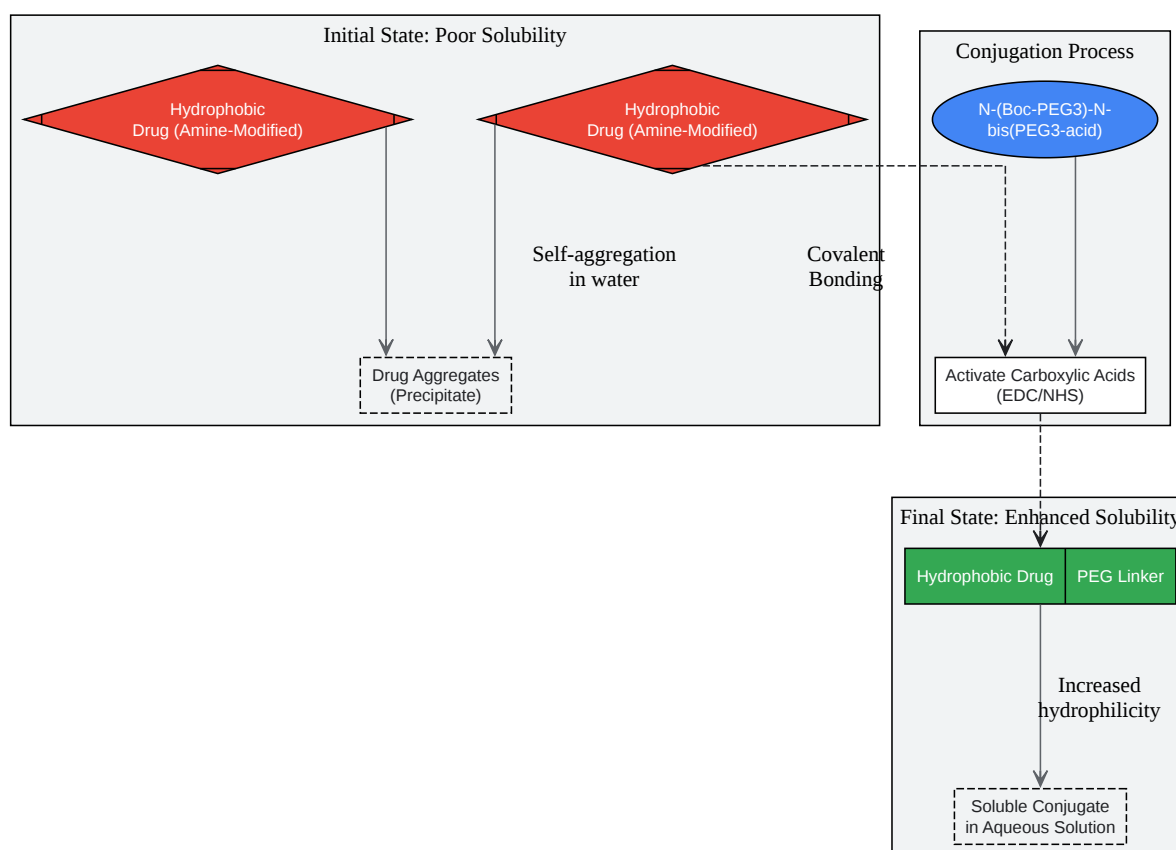 Initial State: Poor Solubility
Hydrophobic
Drug (Amine-Modified)
Hydrophobic
Drug (Amine-Modified)
Self-aggregation
in water
Drug Aggregates
(Precipitate)
Conjugation Process
N-(Boc-PEG3)-N-
bis(PEG3-acid)
Covalent
Bonding
Activate Carboxylic Acids
(EDC/NHS)
Final State: Enhanced Solubility
Hydrophobic Drug
PEG Linker
Increased
hydrophilicity
Soluble Conjugate
in Aqueous Solution